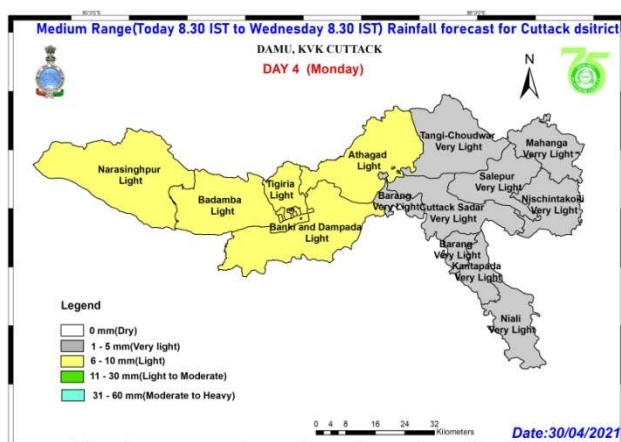 Medium Range(Today 8.30 IST to Wednesday 8.30 IST) Rainfall forecast for Cuttack dsitrict
DAMU, KVK CUTTACK
DAY 4 (Monday)
N
75
Tangi-Choudwar
Very Light
Mahanga
Verry Light
Athagad
Light
Narasinghpur
Light
Salepur
Very Light
Tigiria
Light
Badamba
Light
Barang
Very Light
Cuttack Sadar
Very Light
Nischintakoili
Very Light
Banki and Dampada
Light
Barang
Very Light
Kantapada
Very Light
Niali
Very Light
Legend
0 mm(Dry)
1 - 5 mm(Very light)
6 - 10 mm(Light)
11 - 30 mm(Light to Moderate)
31 - 60 mm(Moderate to Heavy)
0 4 8 16 24 32
Kilometers
Date:30/04/2021